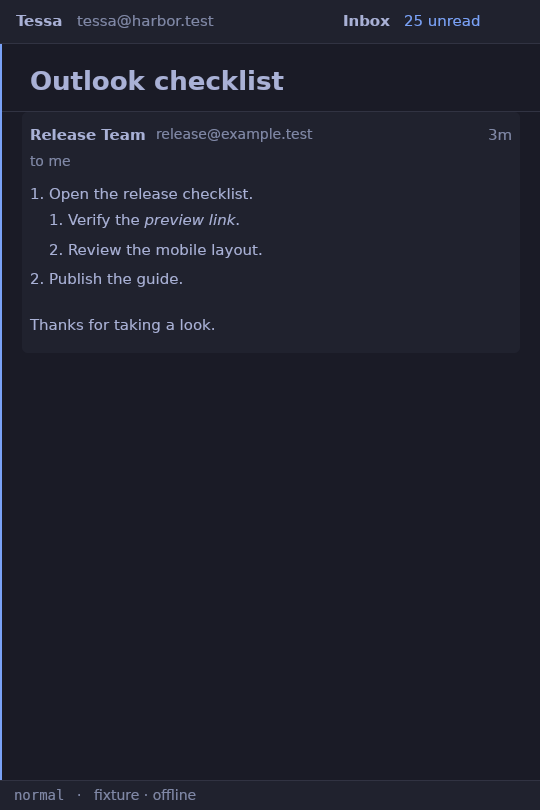 Tessa tessa@harbor.test Inbox 25 unread
Outlook checklist
Release Team release@example.test 3m
to me
1. Open the release checklist.
1. Verify the preview link.
2. Review the mobile layout.
2. Publish the guide.
Thanks for taking a look.
normal · fixture · offline